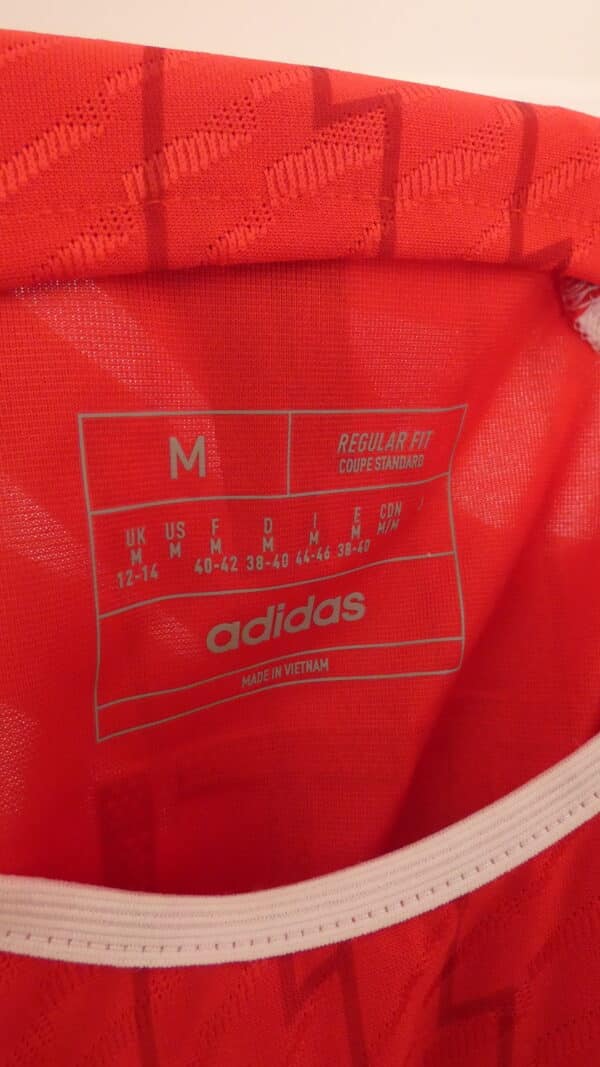 M
REGULAR FIT
COUPE STANDARD
UK US F D I E CDN J
M M M M M M M/M
12-14 40-42 38-40 44-46 38-40
adidas
MADE IN VIETNAM